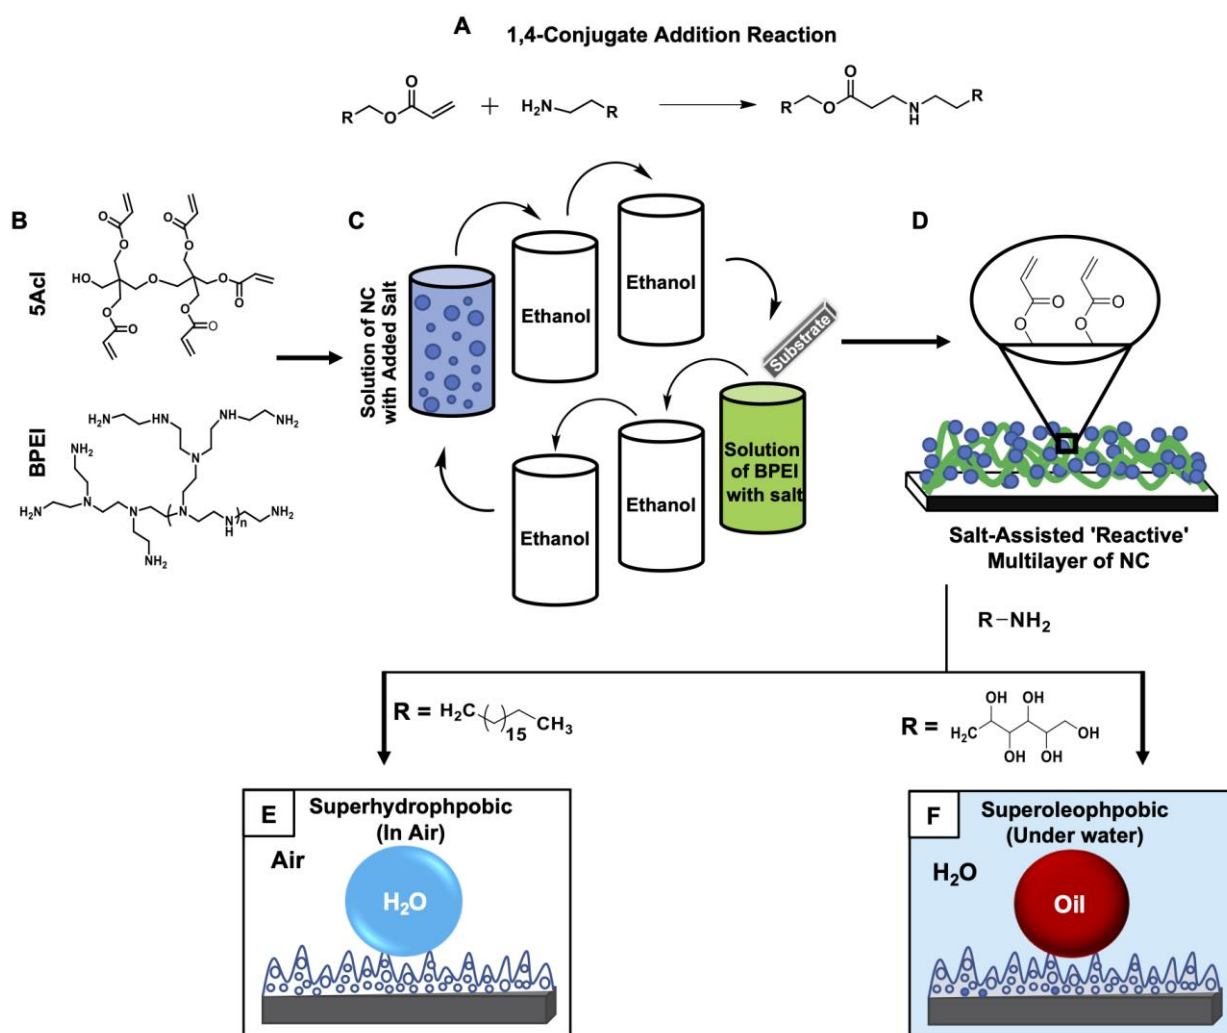 A 1,4-Conjugate Addition Reaction
O
R
O
+
H₂N
R
O
R
O
N
H
R
B
5Acl
O
O
O
O
HO
O
O
O
O
O
O
O
BPEI
H₂N
HN
NH
NH₂
NH₂
N
H₂N
N
N
N
N
H
n
NH₂
NH₂
C
Solution of NC
with Added Salt
Ethanol
Ethanol
Substrate
Solution
of BPEI
with salt
Ethanol
Ethanol
D
O
O
O
O
Salt-Assisted 'Reactive'
Multilayer of NC
R–NH₂
R = H₂C ( )15 CH₃
R = H₂C OH OH OH OH OH
E
Superhydrphpobic
(In Air)
Air
H₂O
F
Superoleophpobic
(Under water)
H₂O
Oil